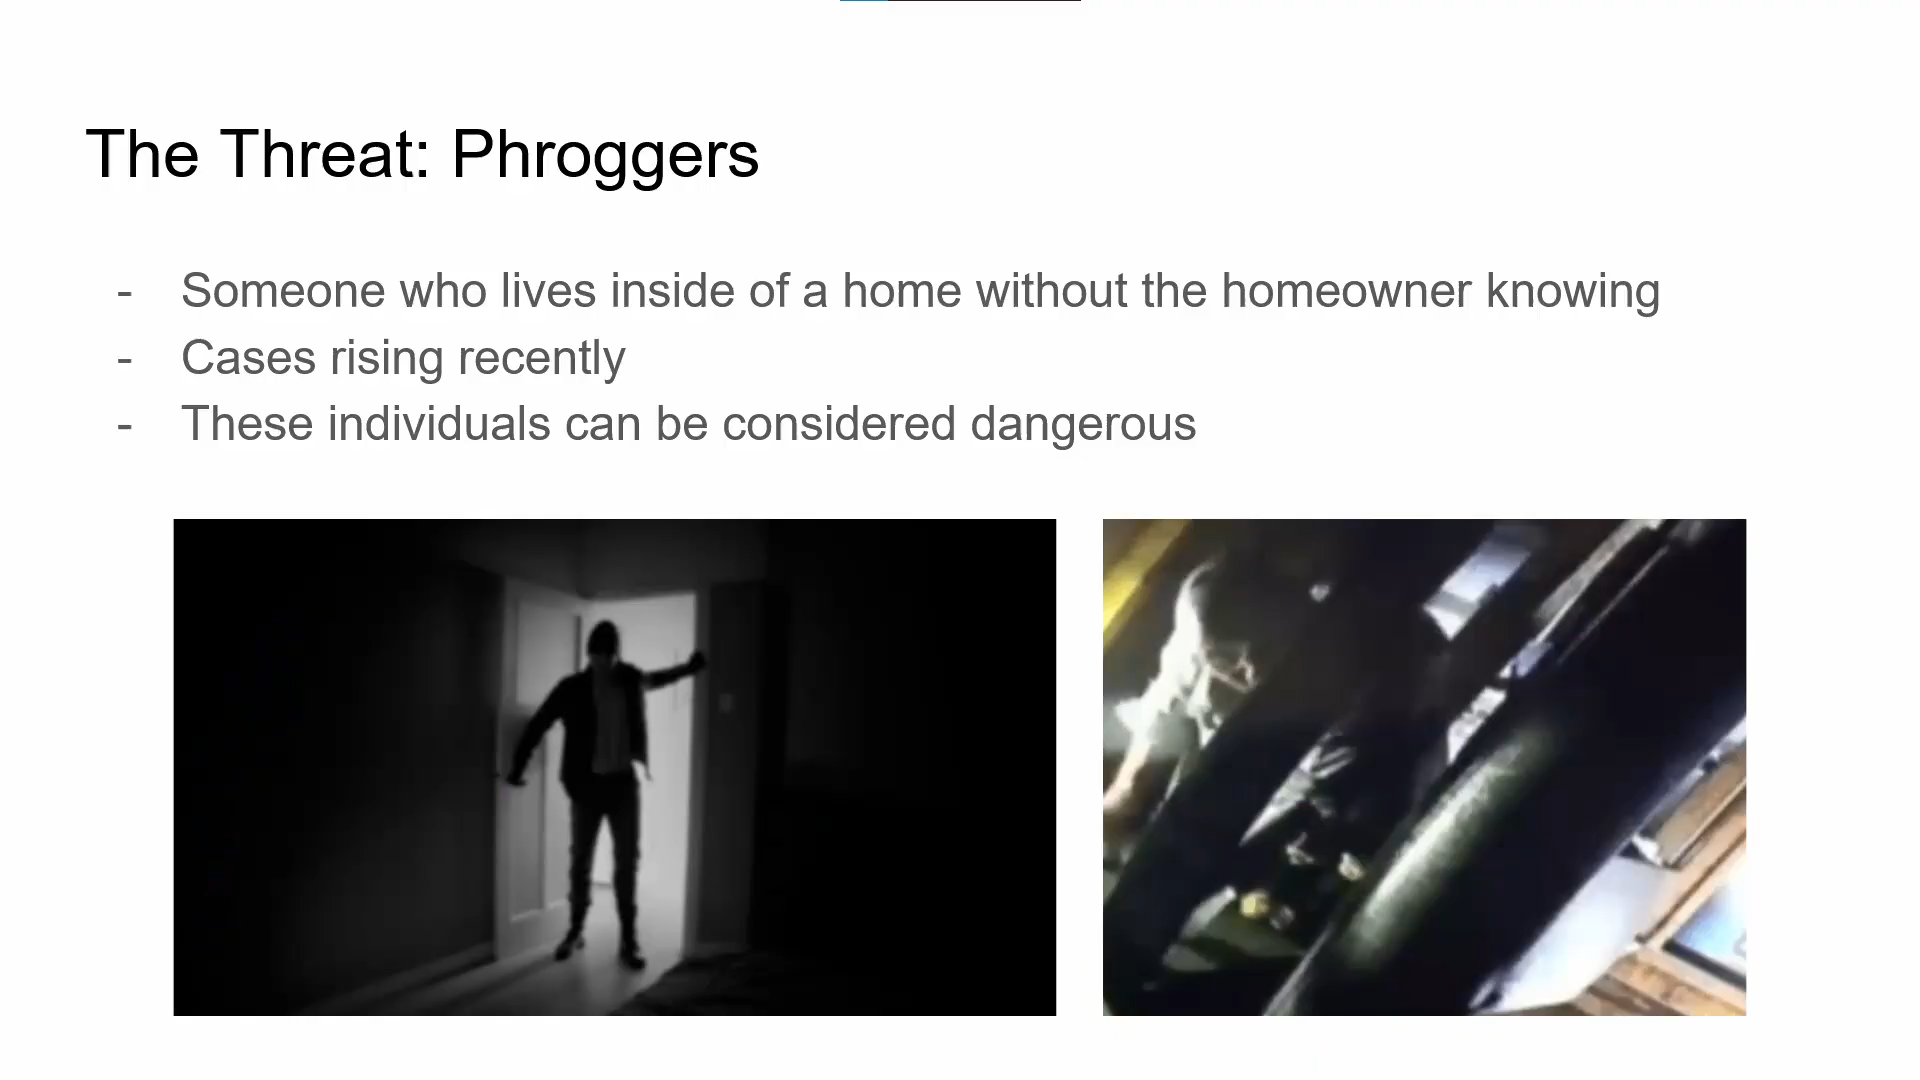 The Threat: Phroggers
- Someone who lives inside of a home without the homeowner knowing
- Cases rising recently
- These individuals can be considered dangerous